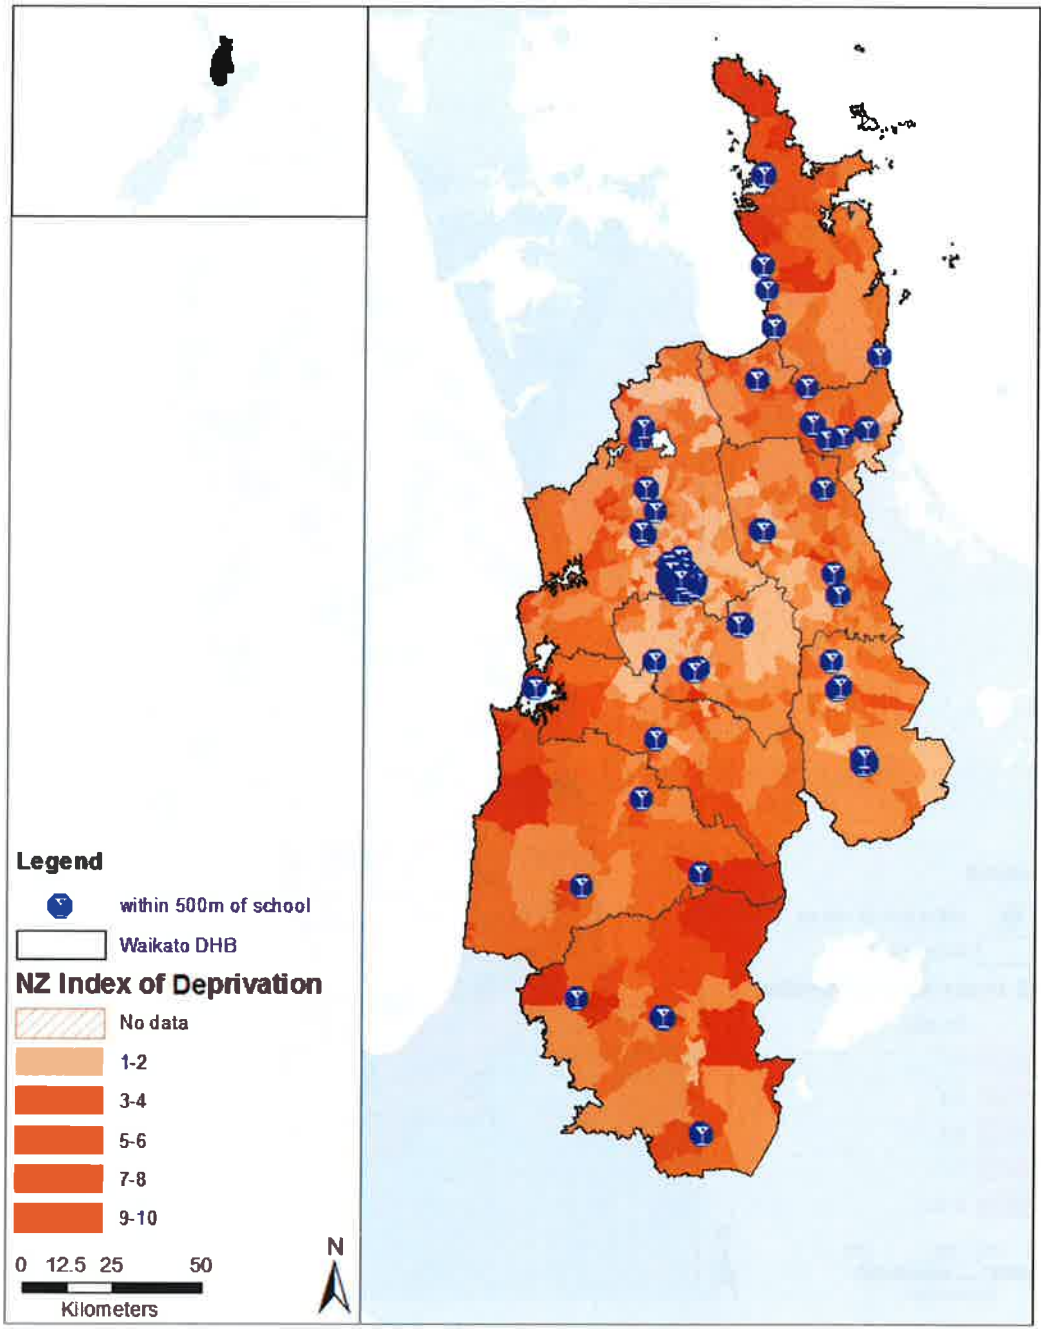 Legend
within 500m of school
Waikato DHB
NZ Index of Deprivation
No data
1-2
3-4
5-6
7-8
9-10
N
0 12.5 25 50
Kilometers